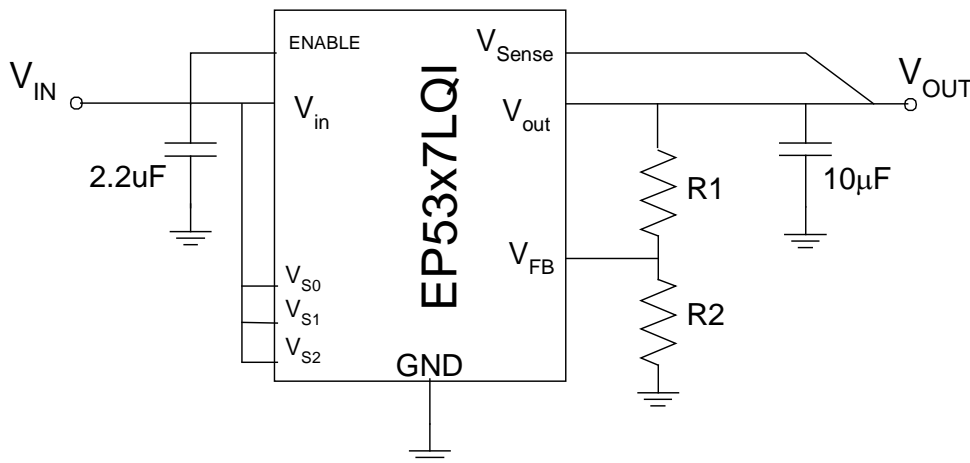 ENABLE
V_Sense
V_IN
V_OUT
V_in
V_out
2.2uF
EP53x7LQI
R1
10μF
V_FB
V_S0
V_S1
R2
V_S2
GND